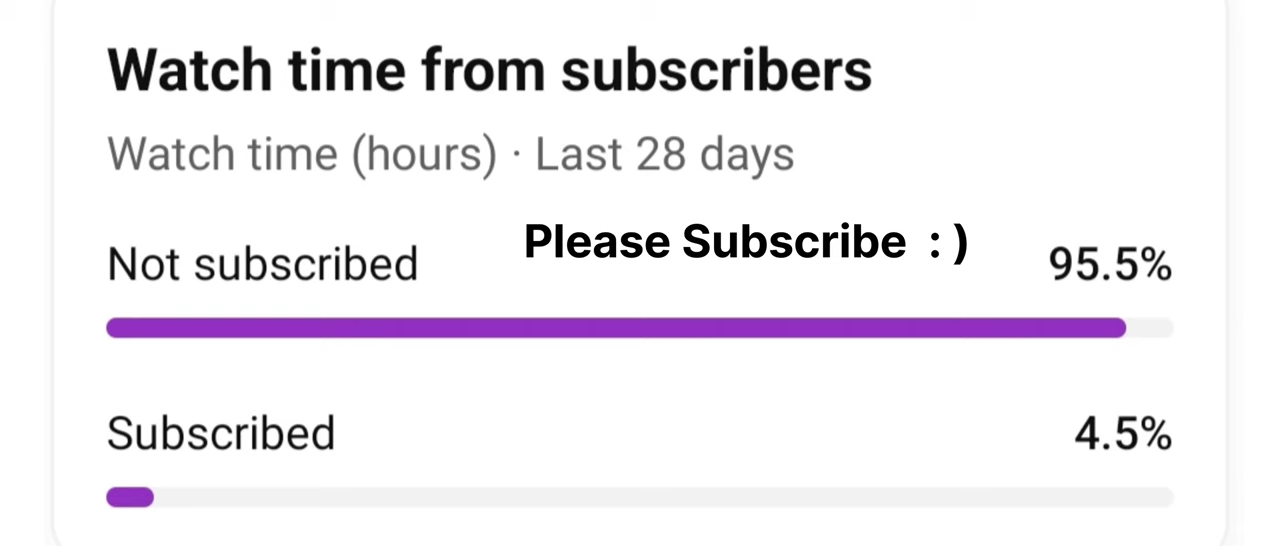 Watch time from subscribers
Watch time (hours) · Last 28 days
Please Subscribe : )
Not subscribed 95.5%
Subscribed 4.5%